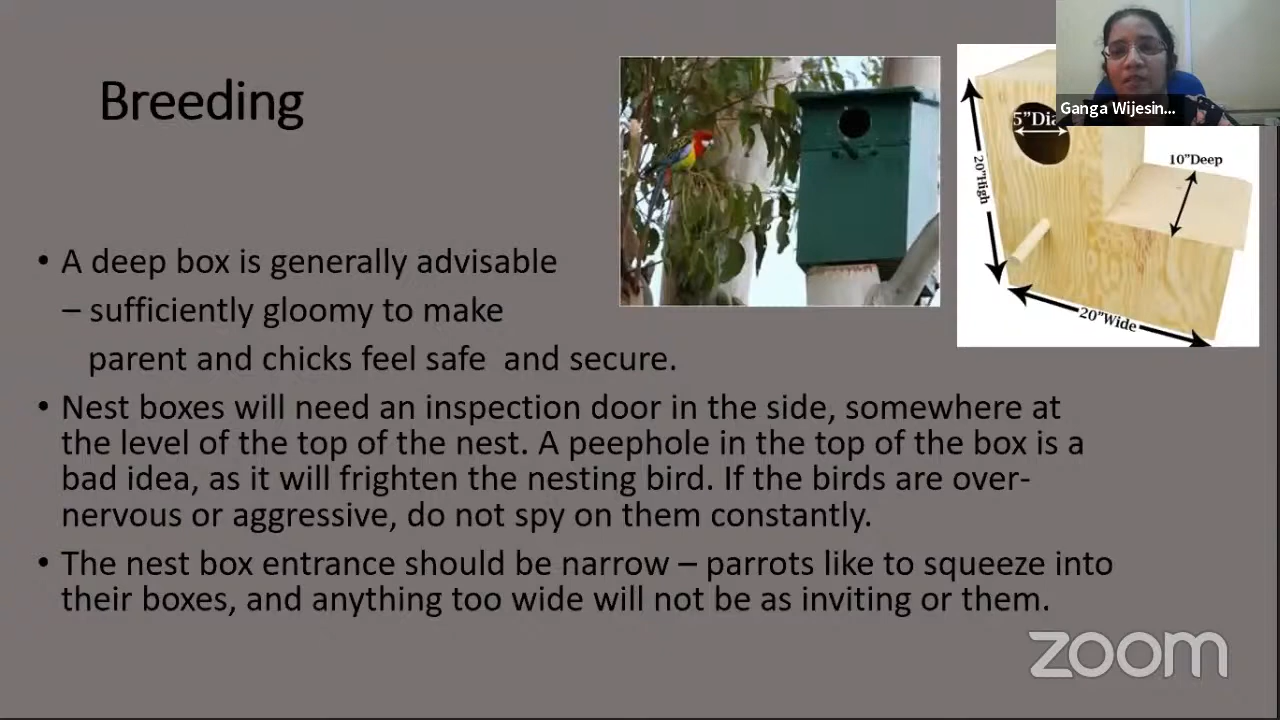 Breeding
• A deep box is generally advisable
– sufficiently gloomy to make
parent and chicks feel safe and secure.
• Nest boxes will need an inspection door in the side, somewhere at
the level of the top of the nest. A peephole in the top of the box is a
bad idea, as it will frighten the nesting bird. If the birds are over-
nervous or aggressive, do not spy on them constantly.
• The nest box entrance should be narrow – parrots like to squeeze into
their boxes, and anything too wide will not be as inviting or them.
5”Dia
20”High
10”Deep
20”Wide
Ganga Wijesin...
zoom